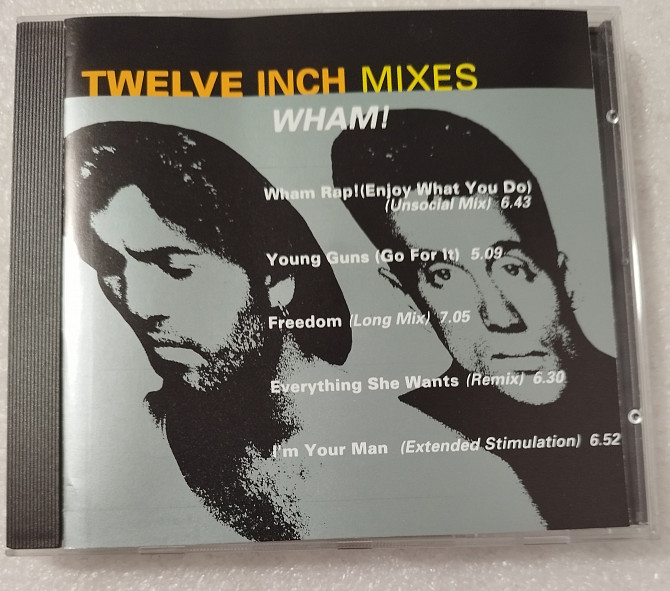 TWELVE INCH MIXES
WHAM!
Wham Rap!(Enjoy What You Do)
(Unsocial Mix) 6.43
Young Guns (Go For It) 5.09
Freedom (Long Mix) 7.05
Everything She Wants (Remix) 6.30
I'm Your Man (Extended Stimulation) 6.52